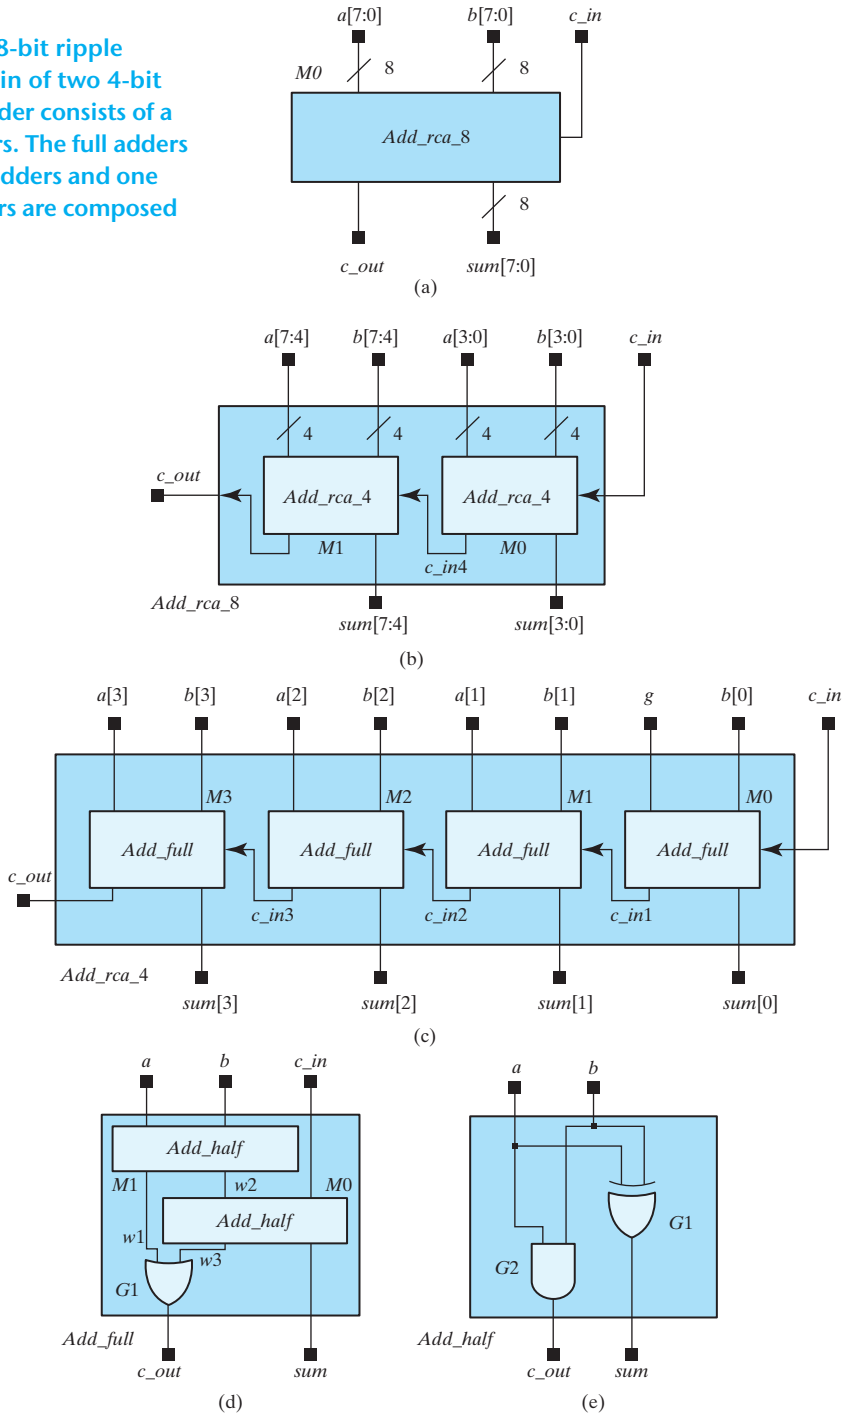 a[7:0] b[7:0] c_in
8-bit ripple
in of two 4-bit
der consists of a
rs. The full adders
dders and one
rs are composed
M0 8 8
Add_rca_8
8
c_out sum[7:0]
(a)
a[7:4] b[7:4] a[3:0] b[3:0] c_in
4 4 4 4
c_out
Add_rca_4 Add_rca_4
M1 M0
c_in4
Add_rca_8
sum[7:4] sum[3:0]
(b)
a[3] b[3] a[2] b[2] a[1] b[1] g b[0] c_in
M3 M2 M1 M0
Add_full Add_full Add_full Add_full
c_out
c_in3 c_in2 c_in1
Add_rca_4
sum[3] sum[2] sum[1] sum[0]
(c)
a b c_in
Add_half
M1 w2 M0
Add_half
w1
w3
G1
Add_full
c_out sum
(d)
a b
G1
G2
Add_half
c_out sum
(e)